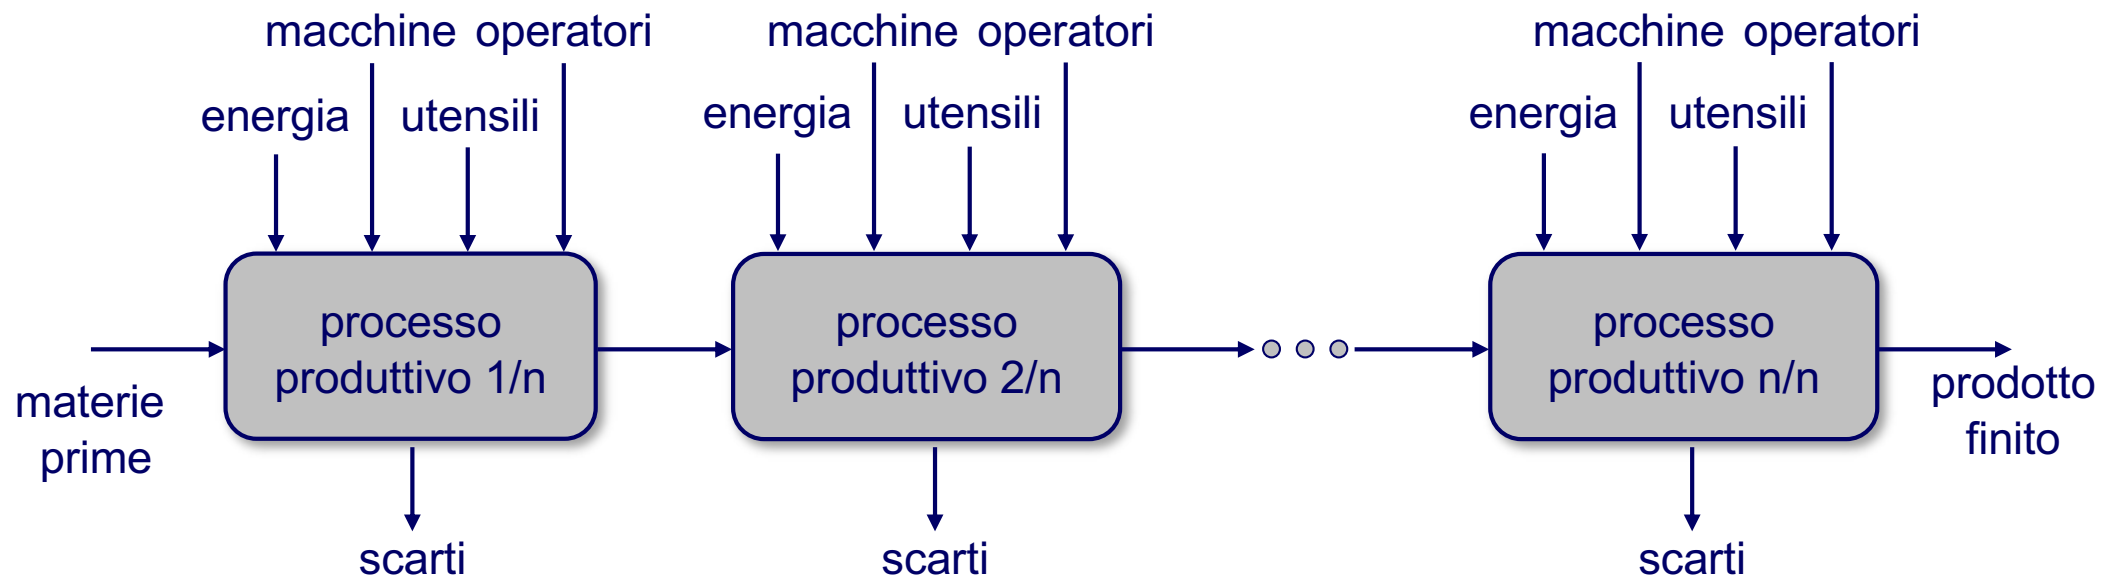 macchine operatori
energia utensili
macchine operatori
energia utensili
macchine operatori
energia utensili
materie
prime
processo
produttivo 1/n
processo
produttivo 2/n
processo
produttivo n/n
prodotto
finito
scarti
scarti
scarti